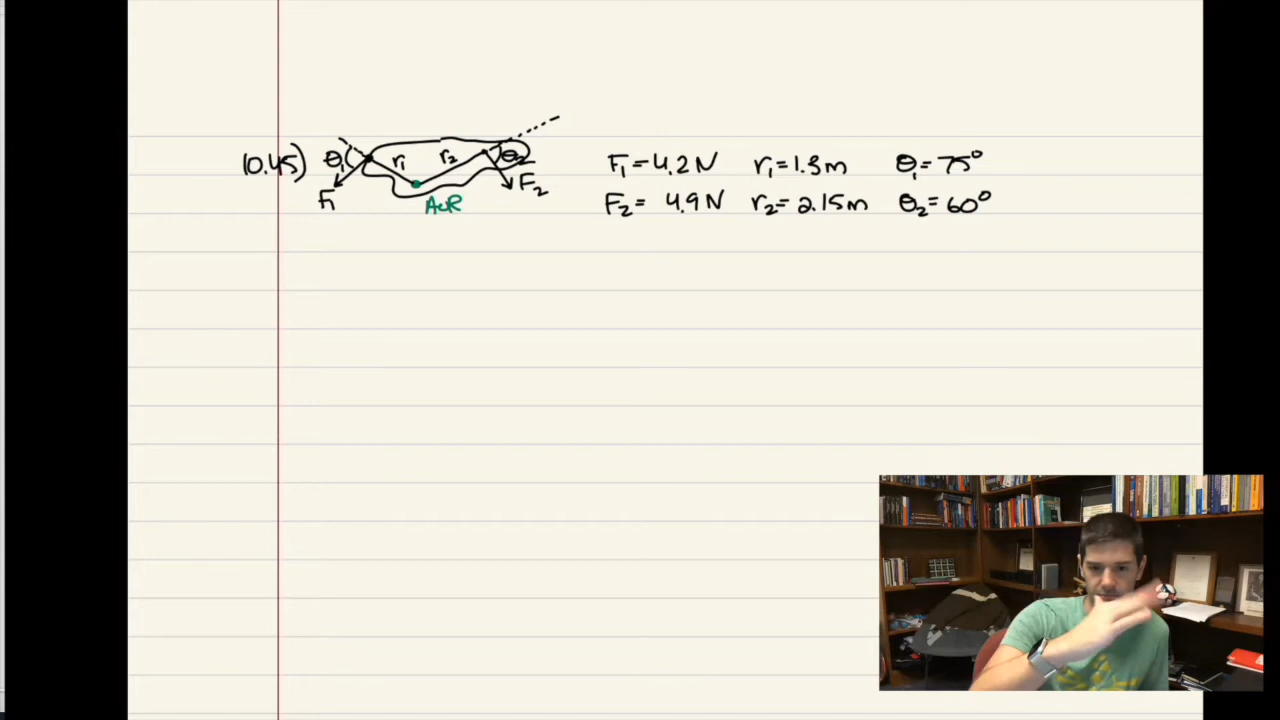 10.45) θ₁ r₁ r₂ θ₂ F₁ = 4.2 N r₁ = 1.3 m θ₁ = 75°
F₁ AoR F₂ F₂ = 4.9 N r₂ = 2.15 m θ₂ = 60°